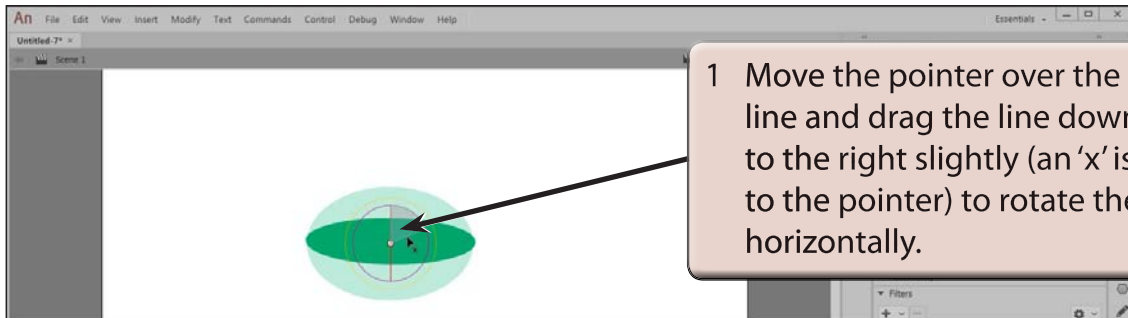 An File Edit View Insert Modify Text Commands Control Debug Window Help Essentials
Untitled-7* ×
Scene 1
1 Move the pointer over the
line and drag the line down
to the right slightly (an ‘x’ is
to the pointer) to rotate the
horizontally.
Filters